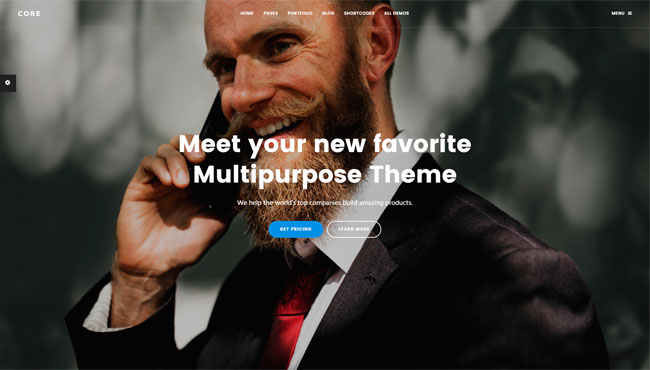 CORE
HOME PAGES PORTFOLIO BLOG SHORTCODES ALL DEMOS
MENU
Meet your new favorite
Multipurpose Theme
We help the world's top companies build amazing products.
GET PRICING LEARN MORE